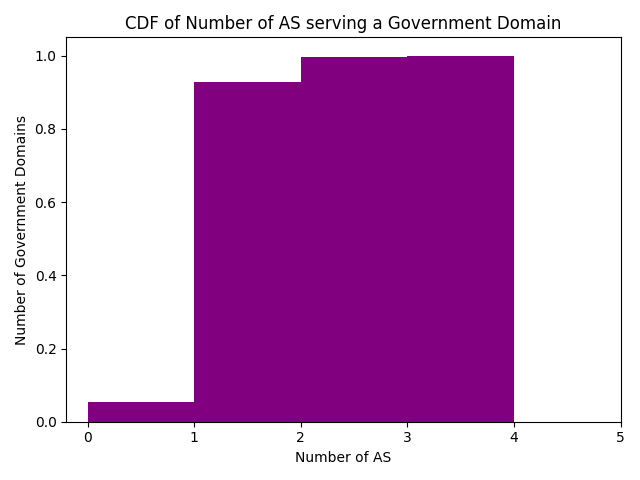 CDF of Number of AS serving a Government Domain
1.0
0.8
0.6
0.4
0.2
0.0
Number of Government Domains
0 1 2 3 4 5
Number of AS